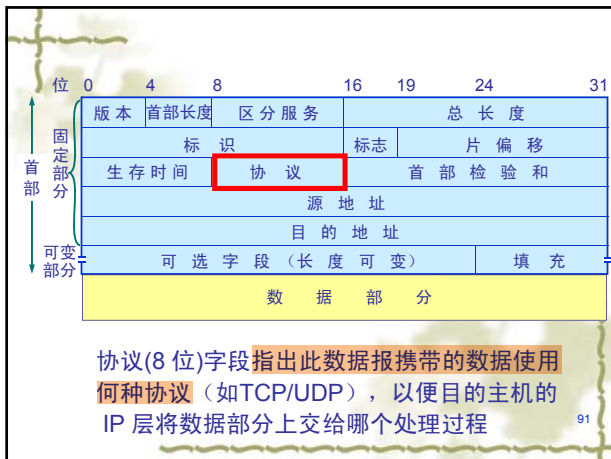 位 0 4 8 16 19 24 31
版本 首部长度 区分服务 总长度
标识 标志 片偏移
生存时间 协议 首部检验和
源地址
目的地址
可选字段（长度可变） 填充
数据部分
首部
固定部分
可变部分
协议(8 位)字段指出此数据报携带的数据使用
何种协议（如TCP/UDP），以便目的主机的
IP 层将数据部分上交给哪个处理过程
91